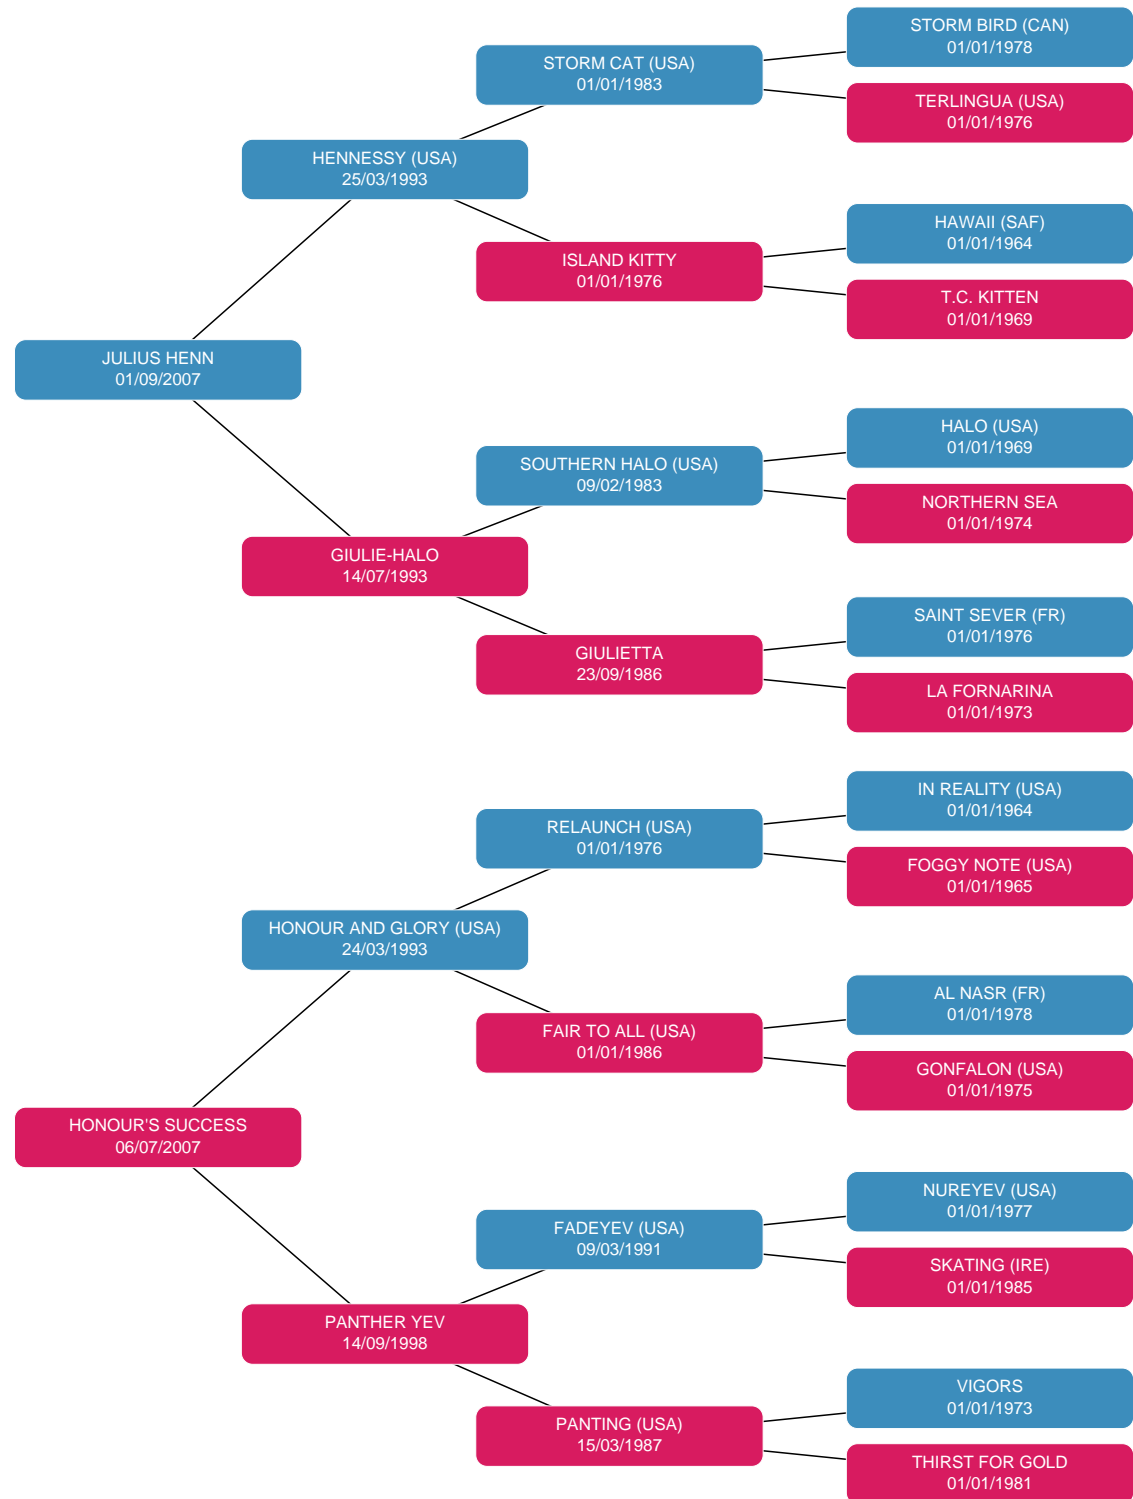 STORM BIRD (CAN)
01/01/1978
STORM CAT (USA)
01/01/1983
TERLINGUA (USA)
01/01/1976
HENNESSY (USA)
25/03/1993
HAWAII (SAF)
01/01/1964
ISLAND KITTY
01/01/1976
T.C. KITTEN
01/01/1969
JULIUS HENN
01/09/2007
HALO (USA)
01/01/1969
SOUTHERN HALO (USA)
09/02/1983
NORTHERN SEA
01/01/1974
GIULIE-HALO
14/07/1993
SAINT SEVER (FR)
01/01/1976
GIULIETTA
23/09/1986
LA FORNARINA
01/01/1973
IN REALITY (USA)
01/01/1964
RELAUNCH (USA)
01/01/1976
FOGGY NOTE (USA)
01/01/1965
HONOUR AND GLORY (USA)
24/03/1993
AL NASR (FR)
01/01/1978
FAIR TO ALL (USA)
01/01/1986
GONFALON (USA)
01/01/1975
HONOUR'S SUCCESS
06/07/2007
NUREYEV (USA)
01/01/1977
FADEYEV (USA)
09/03/1991
SKATING (IRE)
01/01/1985
PANTHER YEV
14/09/1998
VIGORS
01/01/1973
PANTING (USA)
15/03/1987
THIRST FOR GOLD
01/01/1981